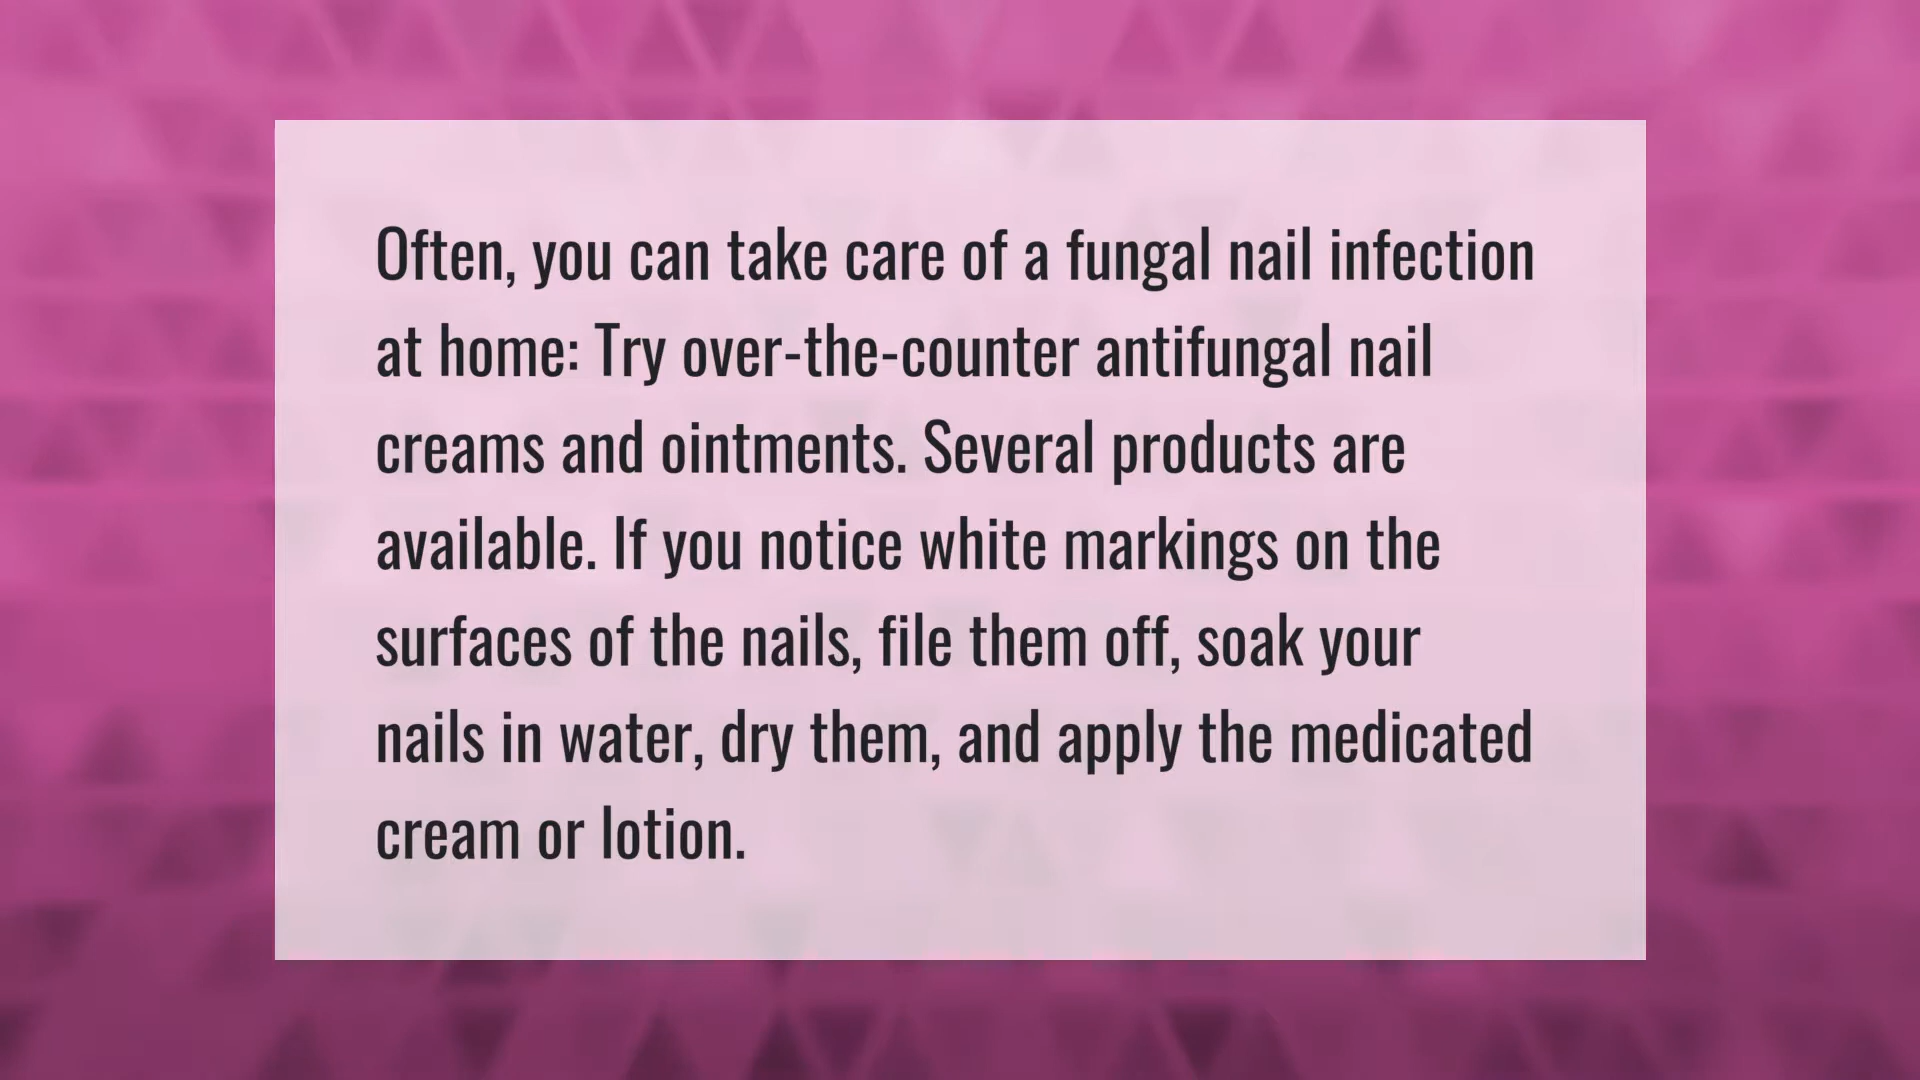 Often, you can take care of a fungal nail infection
at home: Try over-the-counter antifungal nail
creams and ointments. Several products are
available. If you notice white markings on the
surfaces of the nails, file them off, soak your
nails in water, dry them, and apply the medicated
cream or lotion.